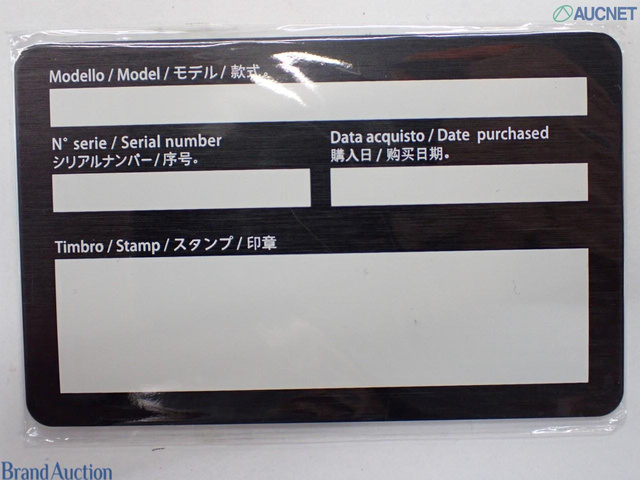 AUCNET
Modello / Model / モデル / 款式。
N° serie / Serial number
シリアルナンバー / 序号。
Data acquisto / Date purchased
購入日 / 购买日期。
Timbro / Stamp / スタンプ / 印章
Brand Auction